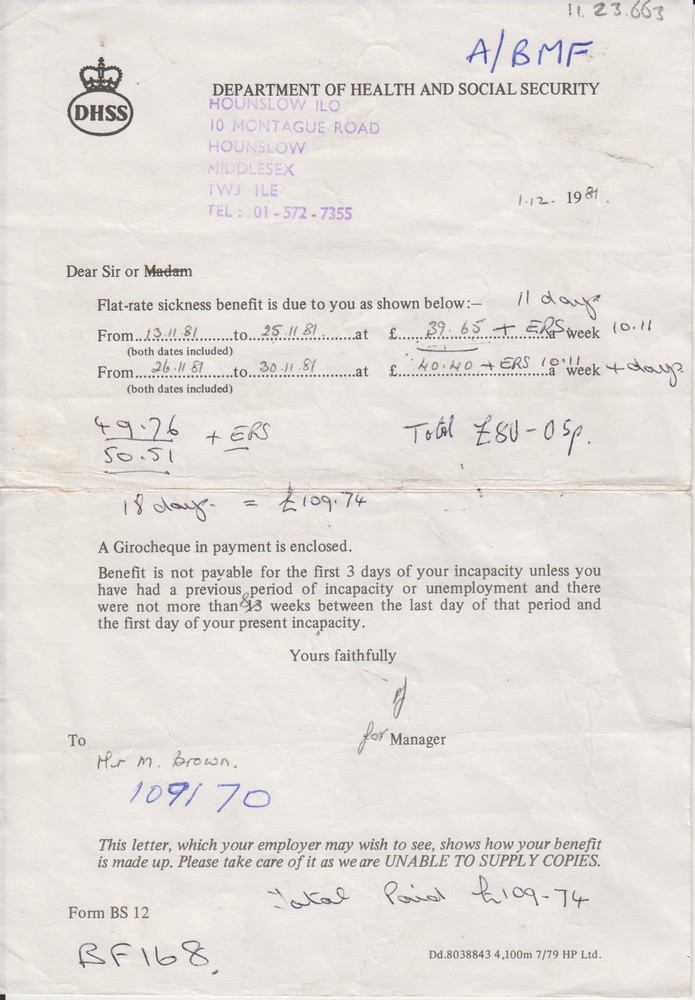 11.23.663
A/BMF
DHSS
DEPARTMENT OF HEALTH AND SOCIAL SECURITY
HOUNSLOW ILO
10 MONTAGUE ROAD
HOUNSLOW
MIDDLESEX
TW3 1LE
TEL : 01-572-7355
1.12. 1981.
Dear Sir or Madam
Flat-rate sickness benefit is due to you as shown below:— 11 days
From 13.11.81 to 25.11.81 at £ 39.65 + ERS a week 10.11
(both dates included)
From 26.11.81 to 30.11.81 at £ 40.40 + ERS 10.11 a week 4 days
(both dates included)
49.76
50.51 + ERS
Total £80-05p.
18 days. = £109.74
A Girocheque in payment is enclosed.
Benefit is not payable for the first 3 days of your incapacity unless you
have had a previous period of incapacity or unemployment and there
were not more than 8 13 weeks between the last day of that period and
the first day of your present incapacity.
Yours faithfully
for Manager
To
Mr M. Brown.
109170
This letter, which your employer may wish to see, shows how your benefit
is made up. Please take care of it as we are UNABLE TO SUPPLY COPIES.
Total Paid £109-74
Form BS 12
BF168.
Dd.8038843 4,100m 7/79 HP Ltd.